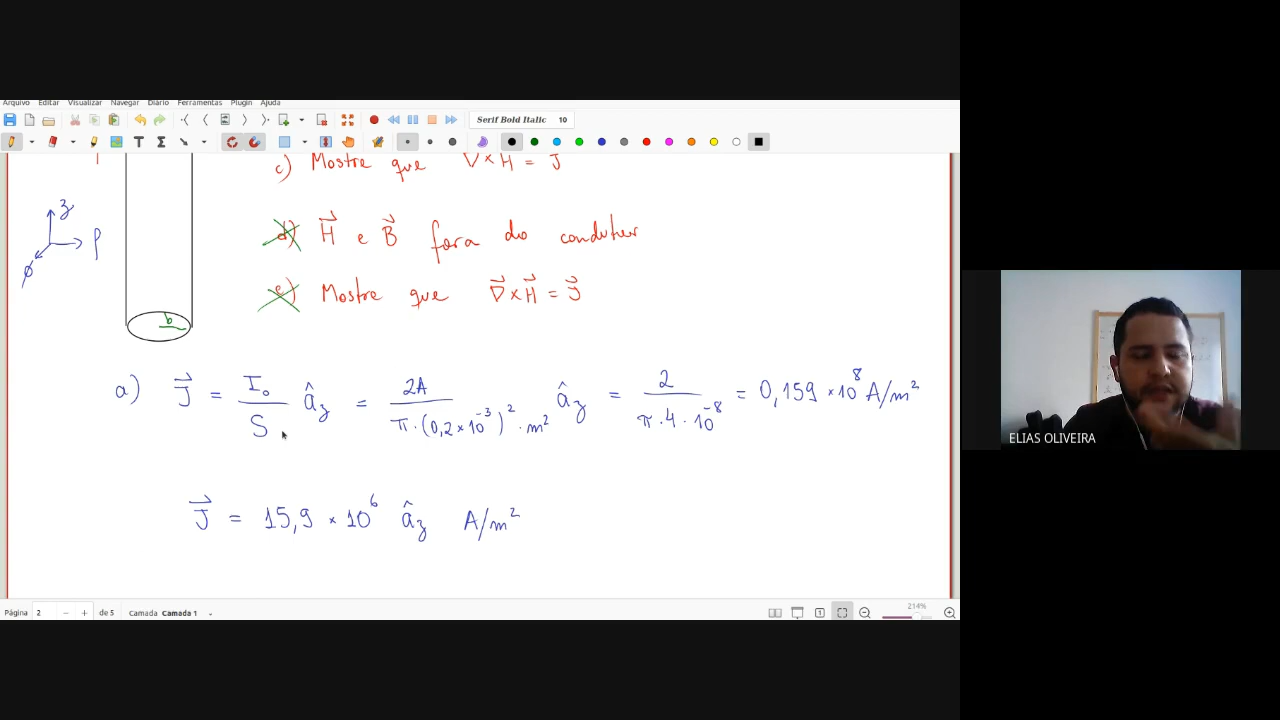 Arquivo Editar Visualizar Navegar Diário Ferramentas Plugin Ajuda
Serif Bold Italic 10
c) Mostre que ∇×H = J
z
ρ
φ
d) H⃗ e B⃗ fora do condutor
e) Mostre que ∇⃗×H⃗ = J⃗
b
a) J⃗ = I₀/S â_z = 2A/(π·(0,2×10⁻³)²·m²) â_z = 2/(π·4·10⁻⁸) = 0,159×10⁸ A/m²
J⃗ = 15,9×10⁶ â_z A/m²
ELIAS OLIVEIRA
Página 2 de 5 Camada Camada 1 214%